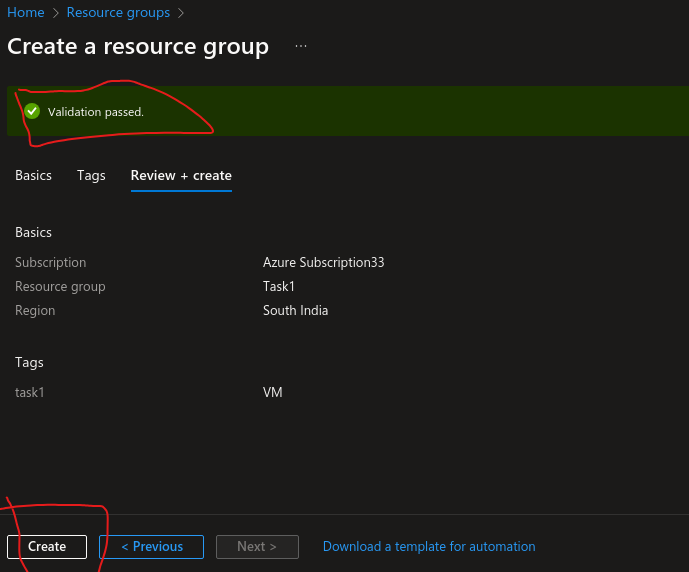 Home > Resource groups >
Create a resource group ...
Validation passed.
Basics Tags Review + create
Basics
Subscription Azure Subscription33
Resource group Task1
Region South India
Tags
task1 VM
Create < Previous Next > Download a template for automation